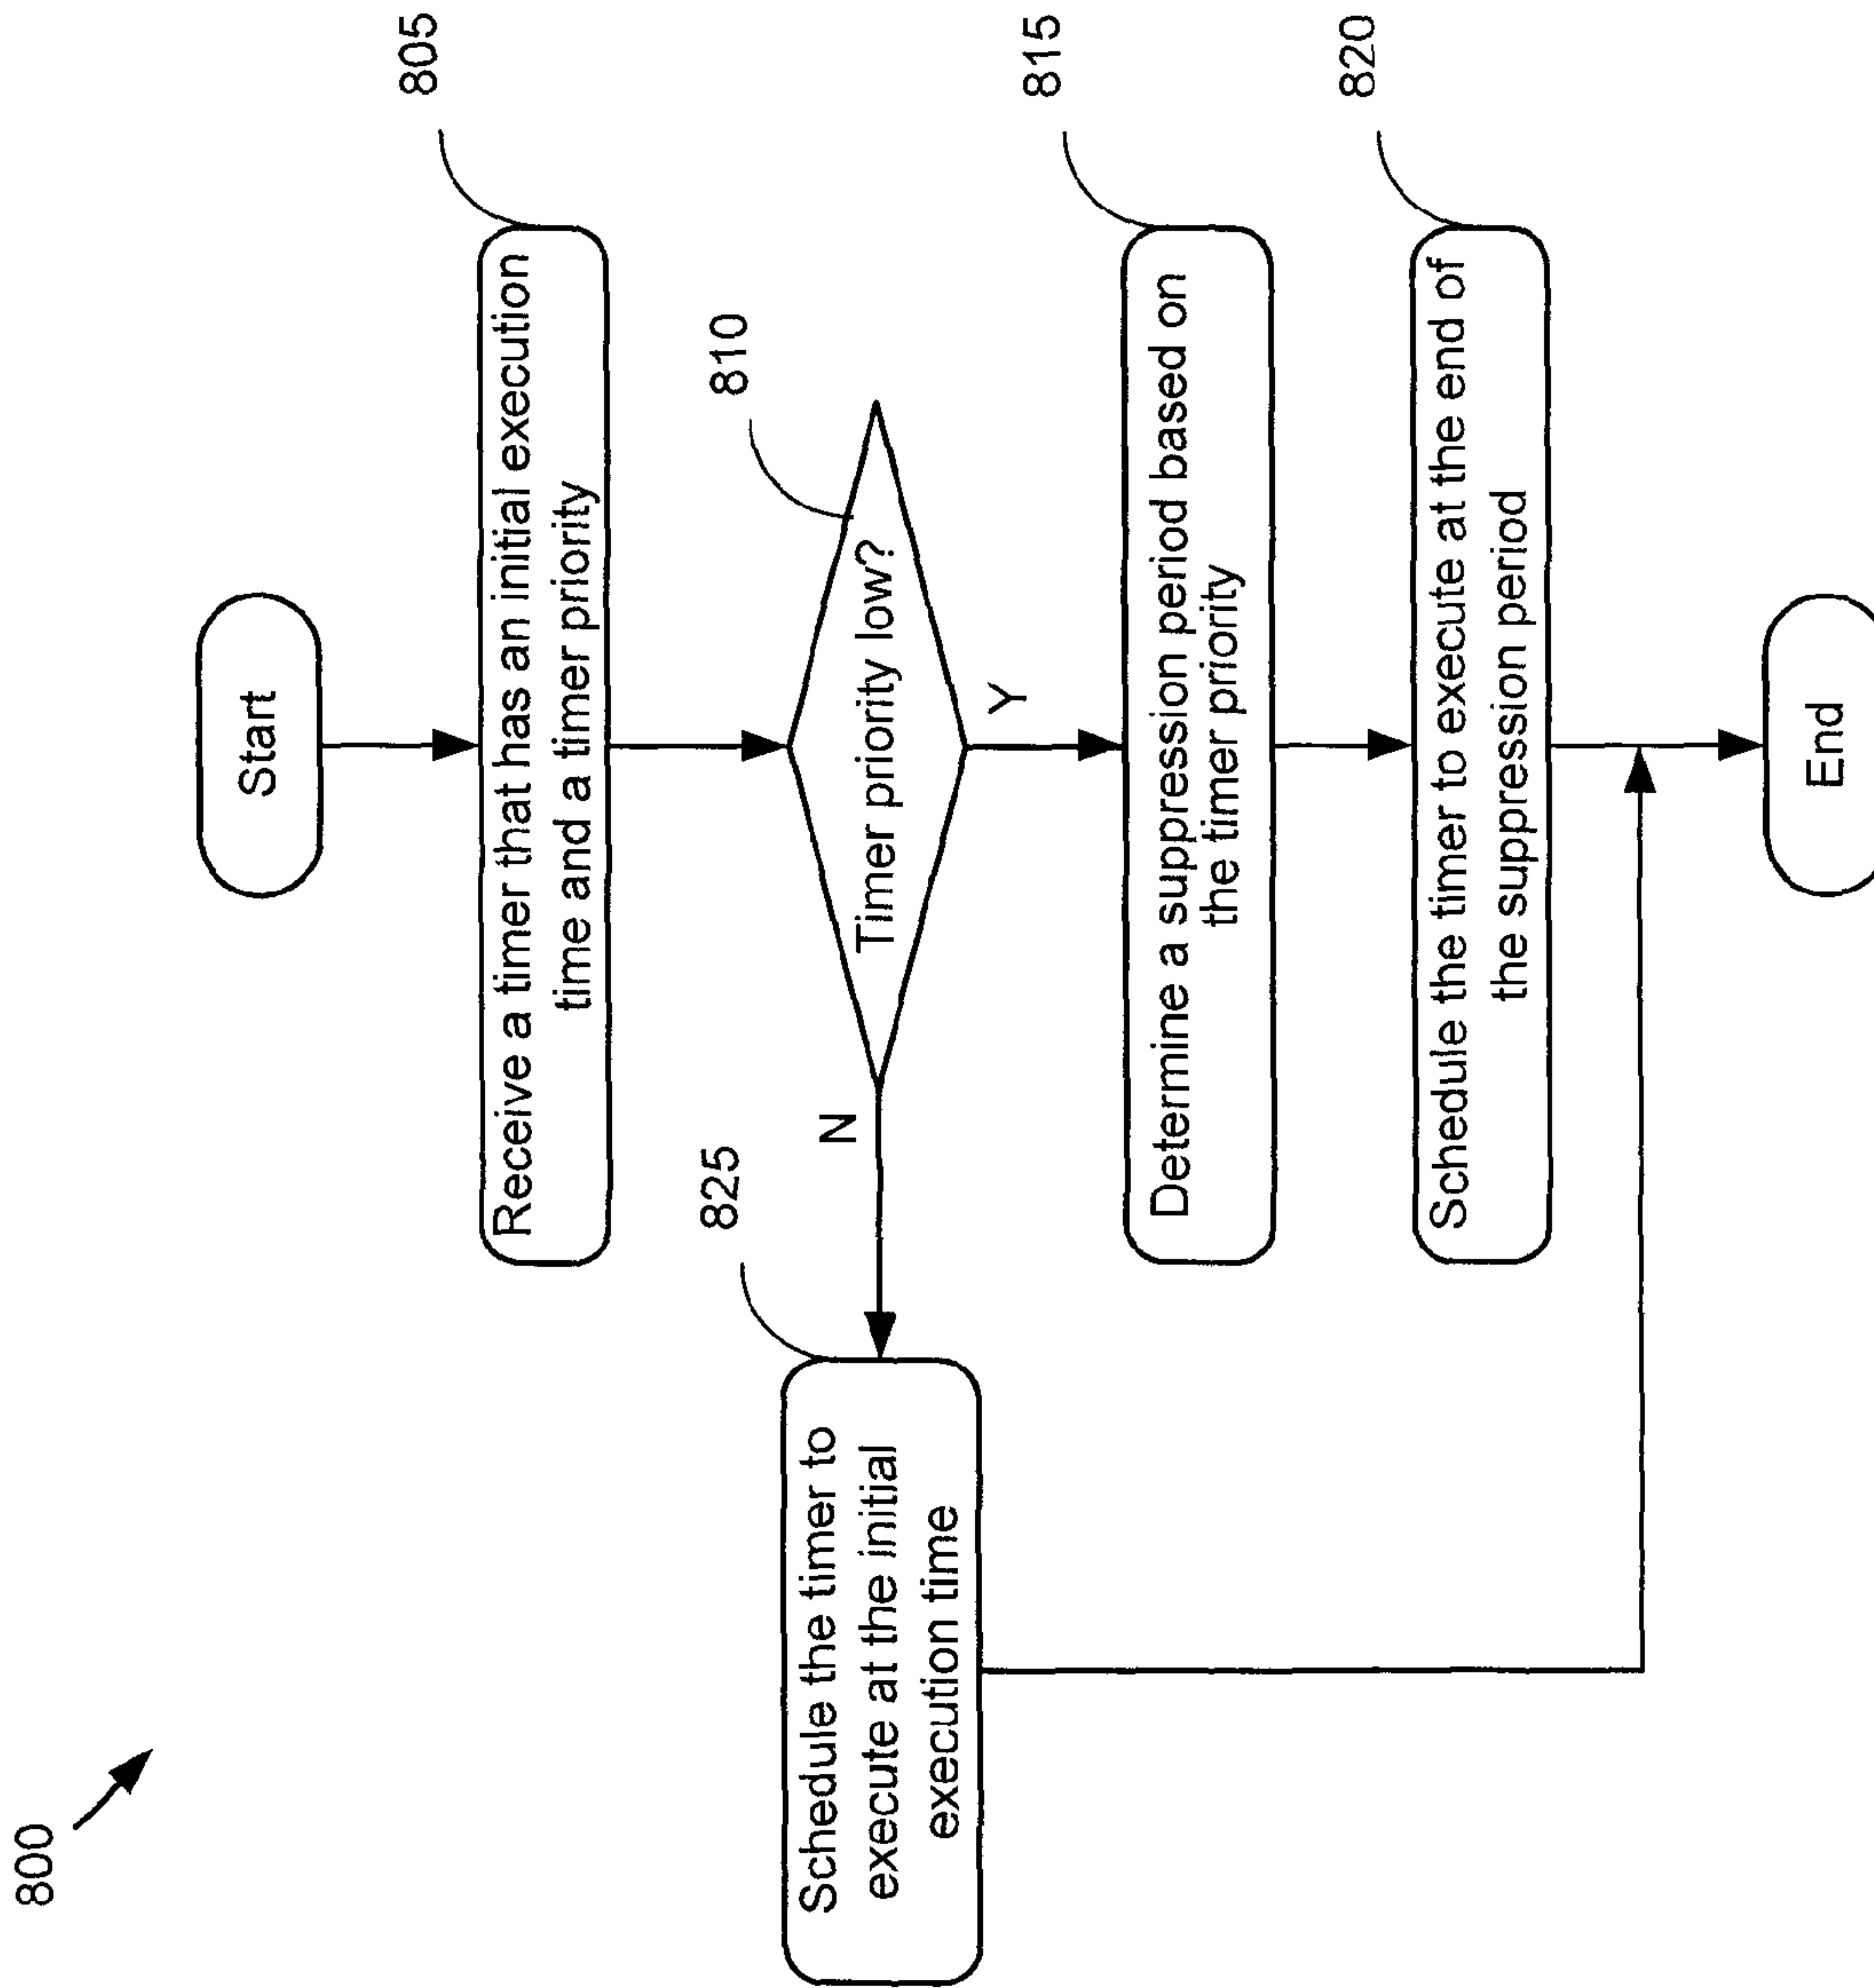 800
Start
805
Receive a timer that has an initial execution
time and a timer priority
810
Timer priority low?
N
Y
825
Schedule the timer to
execute at the initial
execution time
815
Determine a suppression period based on
the timer priority
820
Schedule the timer to execute at the end of
the suppression period
End